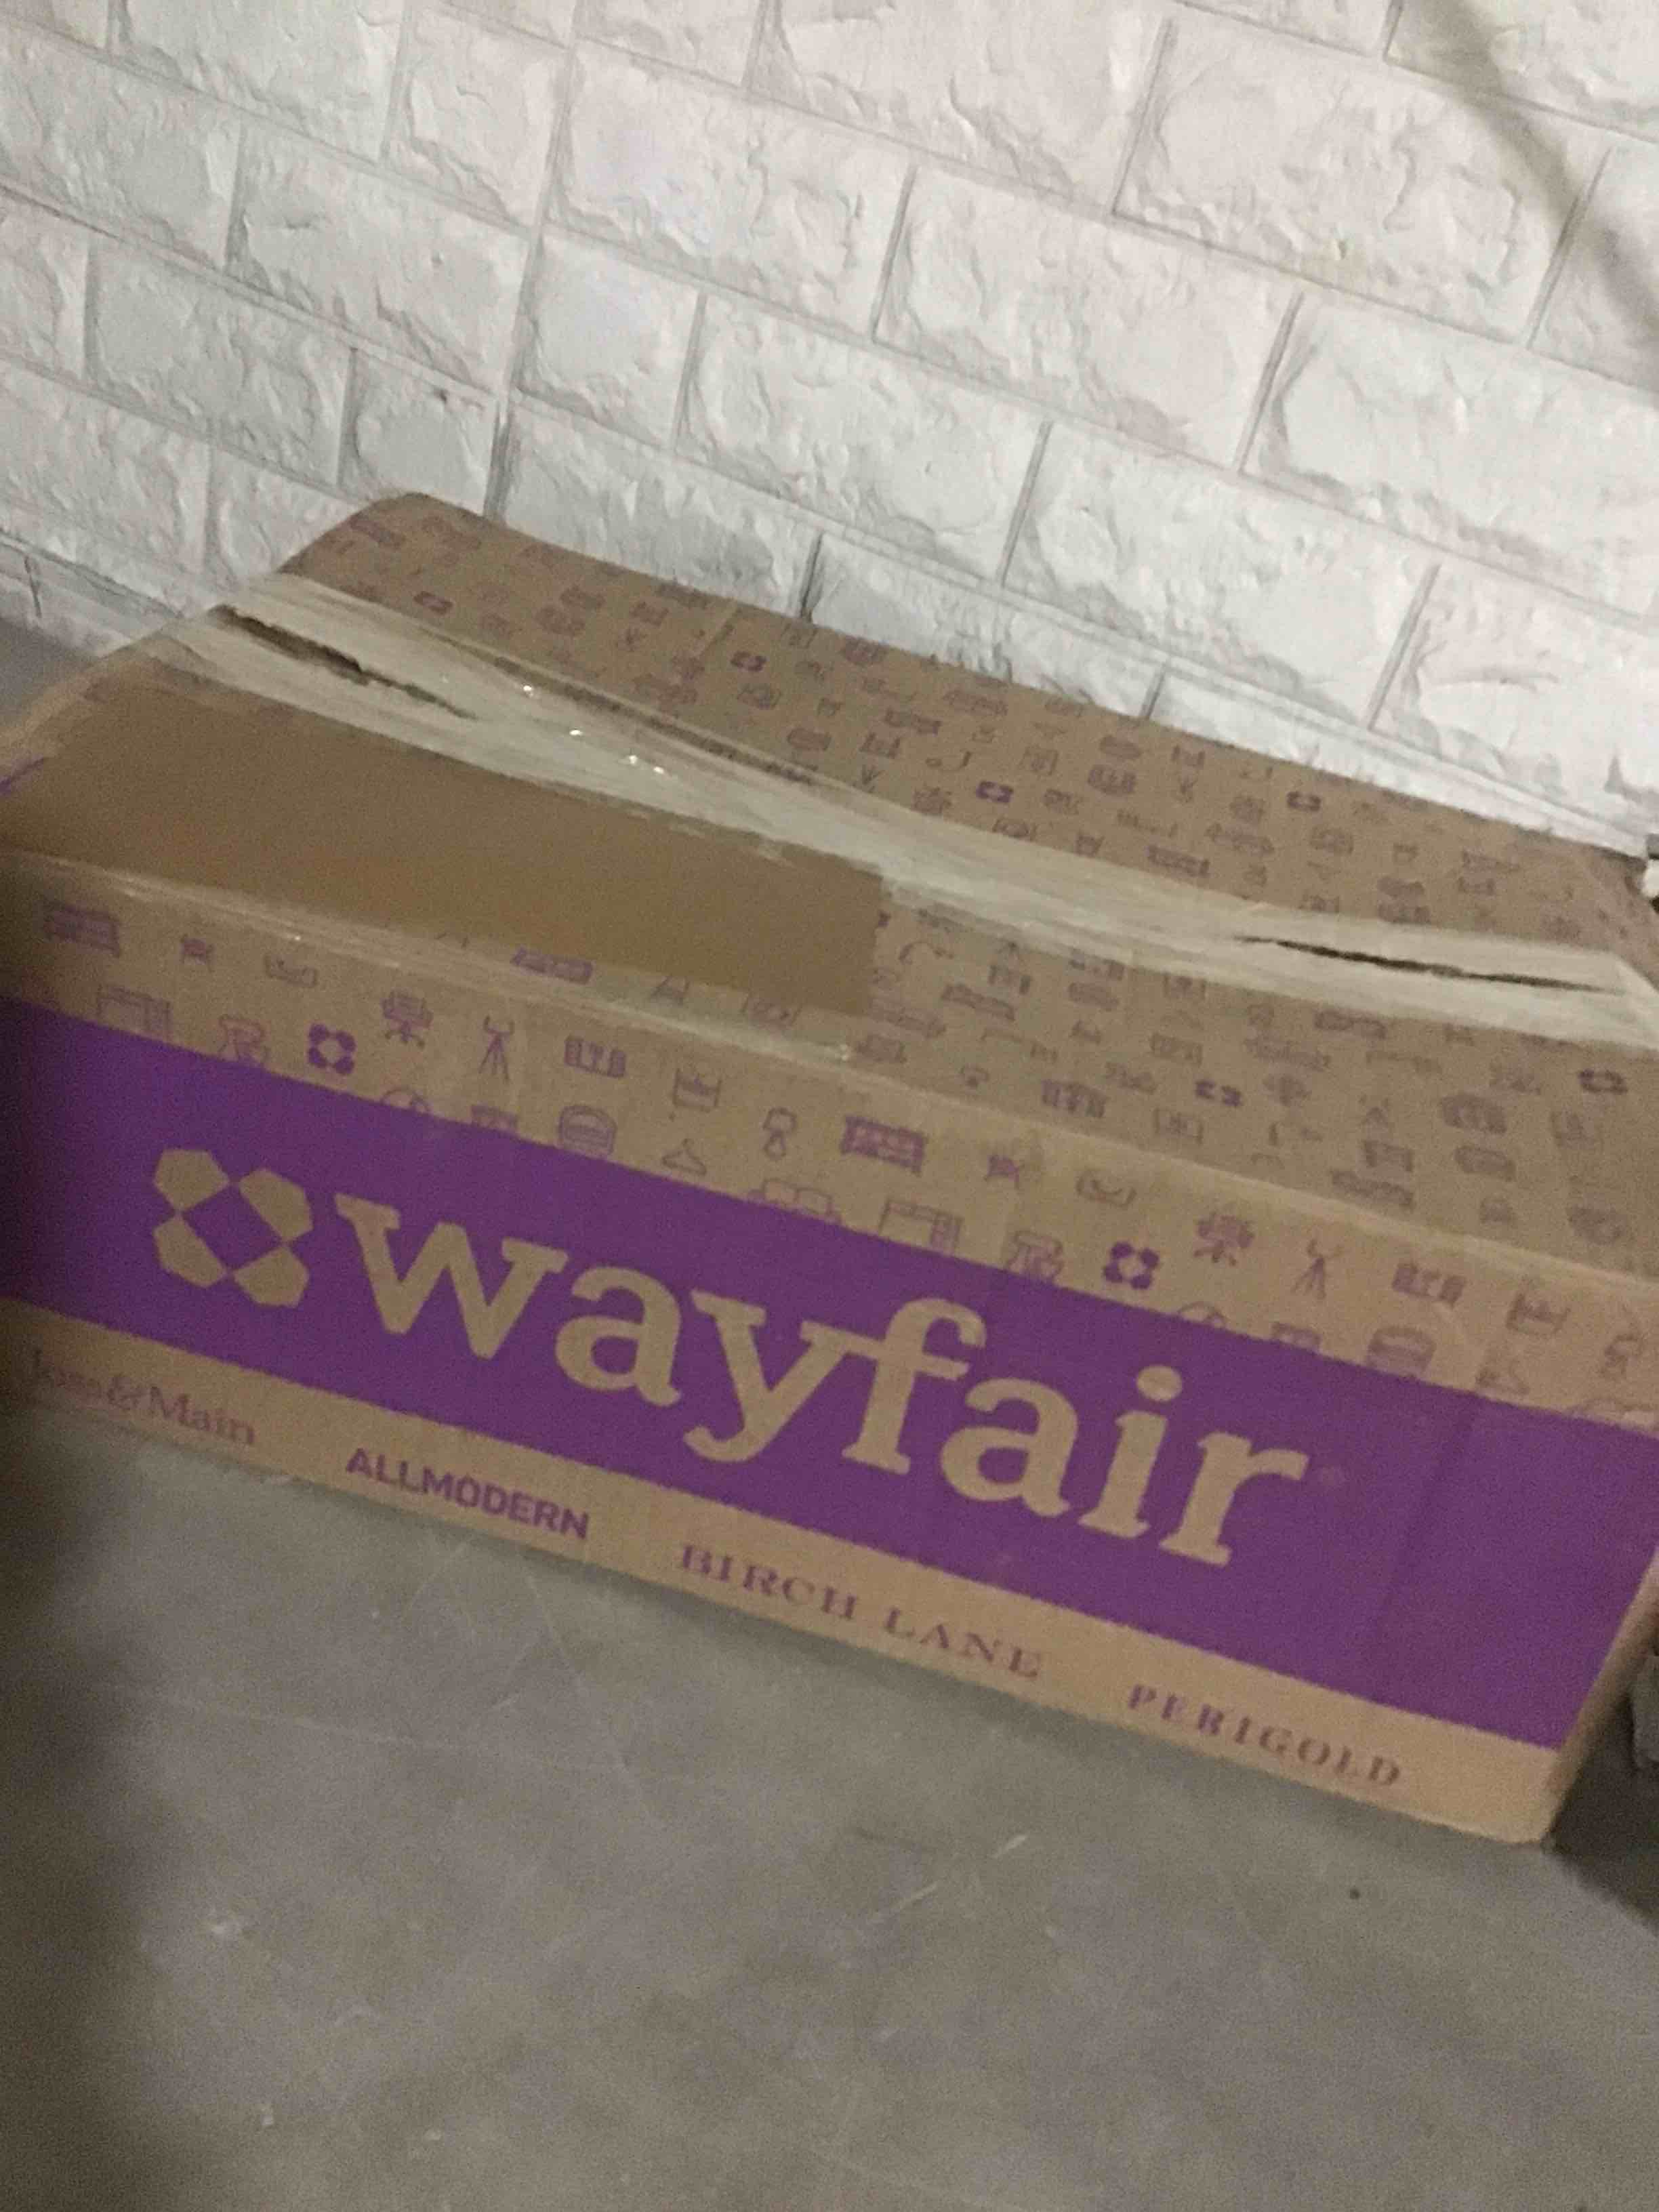 wayfair
Joss&Main ALLMODERN BIRCH LANE PERIGOLD